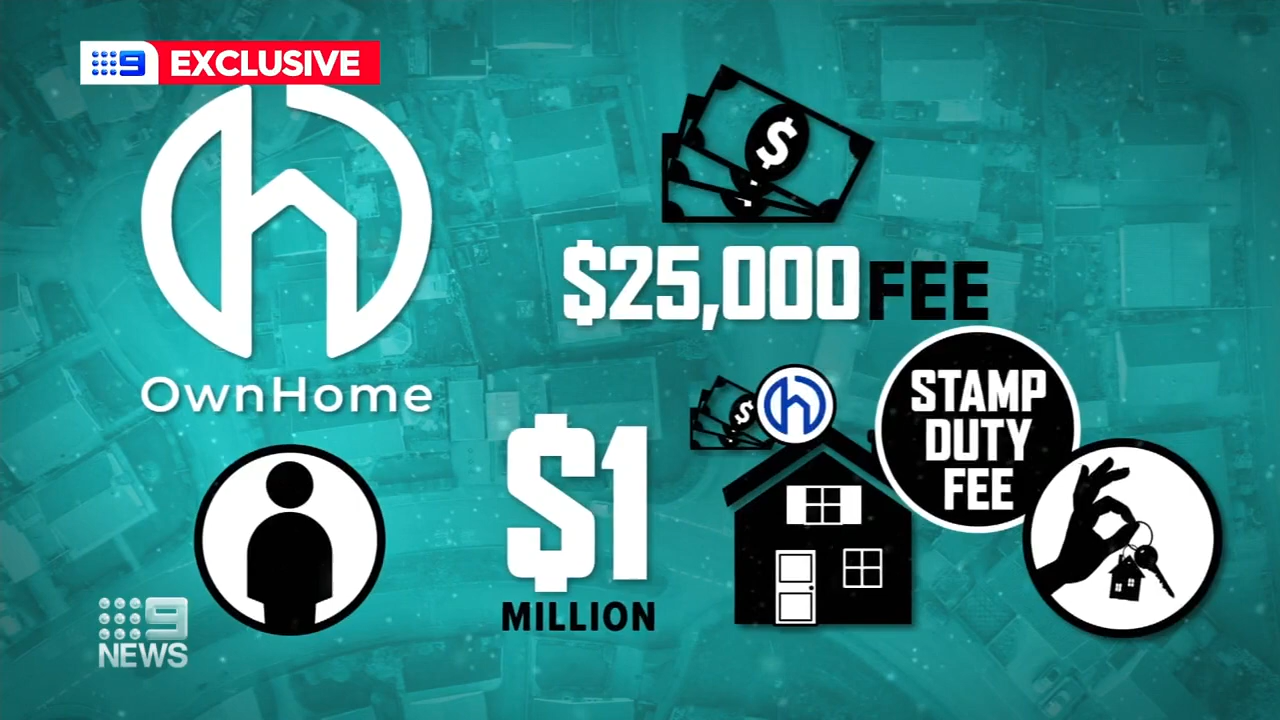 9 EXCLUSIVE
OwnHome
$
$25,000 FEE
$
STAMP
DUTY
FEE
$1
MILLION
9
NEWS